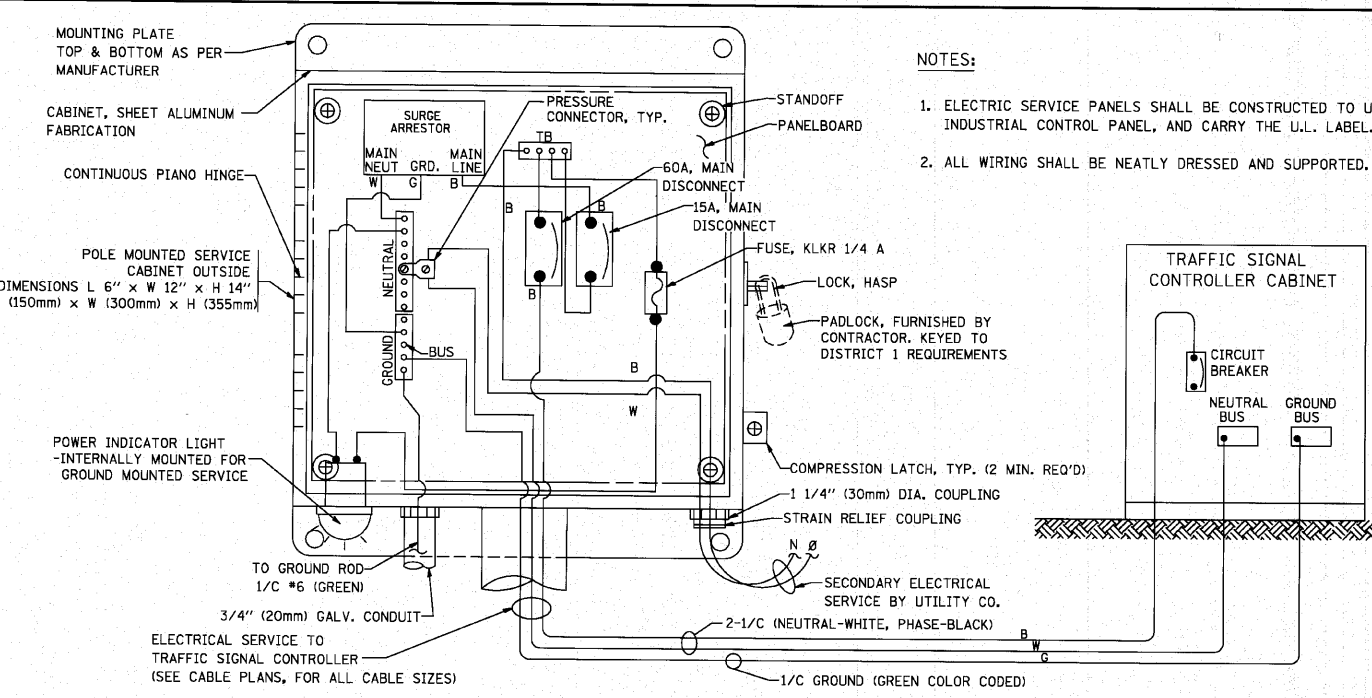 MOUNTING PLATE
TOP & BOTTOM AS PER
MANUFACTURER
CABINET, SHEET ALUMINUM
FABRICATION
CONTINUOUS PIANO HINGE
POLE MOUNTED SERVICE
CABINET OUTSIDE
DIMENSIONS L 6" x W 12" x H 14"
(150mm) x W (300mm) x H (355mm)
POWER INDICATOR LIGHT
-INTERNALLY MOUNTED FOR
GROUND MOUNTED SERVICE
SURGE
ARRESTOR
MAIN
NEUT
GRD.
MAIN
LINE
W
G
B
PRESSURE
CONNECTOR, TYP.
TB
STANDOFF
PANELBOARD
60A, MAIN
DISCONNECT
15A, MAIN
DISCONNECT
B
B
B
FUSE, KLKR 1/4 A
NEUTRAL
GROUND
BUS
LOCK, HASP
PADLOCK, FURNISHED BY
CONTRACTOR. KEYED TO
DISTRICT 1 REQUIREMENTS
B
W
COMPRESSION LATCH, TYP. (2 MIN. REQ'D)
1 1/4" (30mm) DIA. COUPLING
STRAIN RELIEF COUPLING
N Ø
SECONDARY ELECTRICAL
SERVICE BY UTILITY CO.
TO GROUND ROD
1/C #6 (GREEN)
3/4" (20mm) GALV. CONDUIT
ELECTRICAL SERVICE TO
TRAFFIC SIGNAL CONTROLLER
(SEE CABLE PLANS, FOR ALL CABLE SIZES)
2-1/C (NEUTRAL-WHITE, PHASE-BLACK)
B
W
G
1/C GROUND (GREEN COLOR CODED)
NOTES:
1. ELECTRIC SERVICE PANELS SHALL BE CONSTRUCTED TO U
INDUSTRIAL CONTROL PANEL, AND CARRY THE U.L. LABEL.
2. ALL WIRING SHALL BE NEATLY DRESSED AND SUPPORTED.
TRAFFIC SIGNAL
CONTROLLER CABINET
CIRCUIT
BREAKER
NEUTRAL
BUS
GROUND
BUS